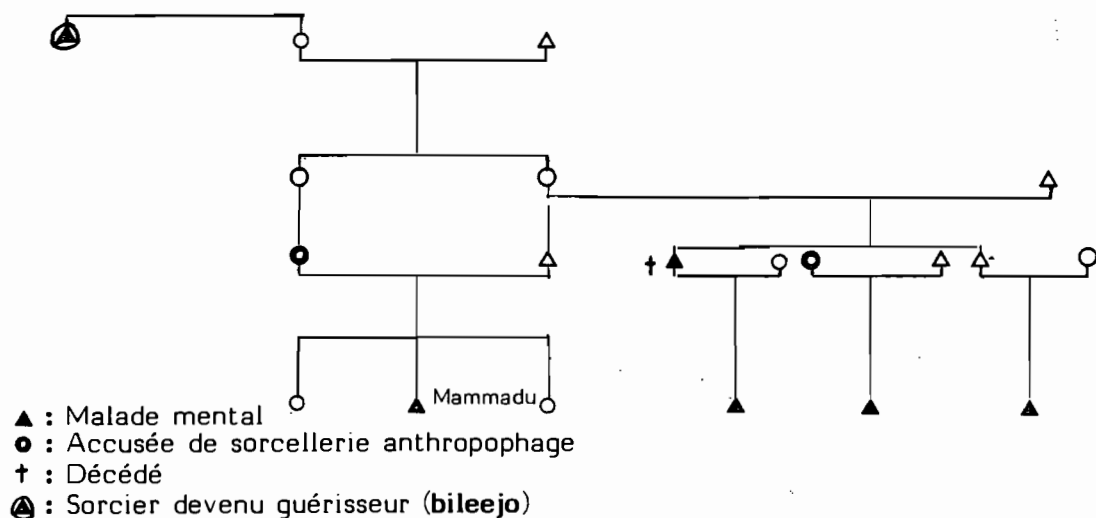 Mammadu
▲ : Malade mental
: Accusée de sorcellerie anthropophage
† : Décédé
: Sorcier devenu guérisseur (bileejo)